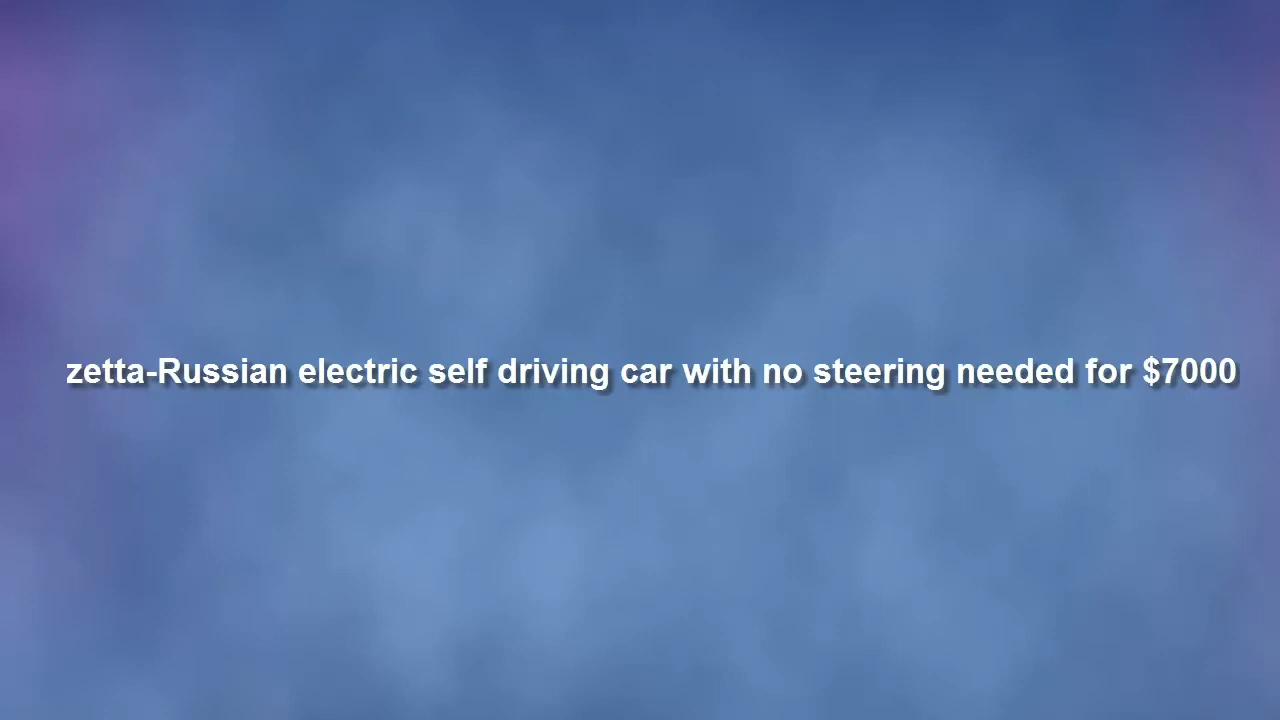 zetta-Russian electric self driving car with no steering needed for $7000